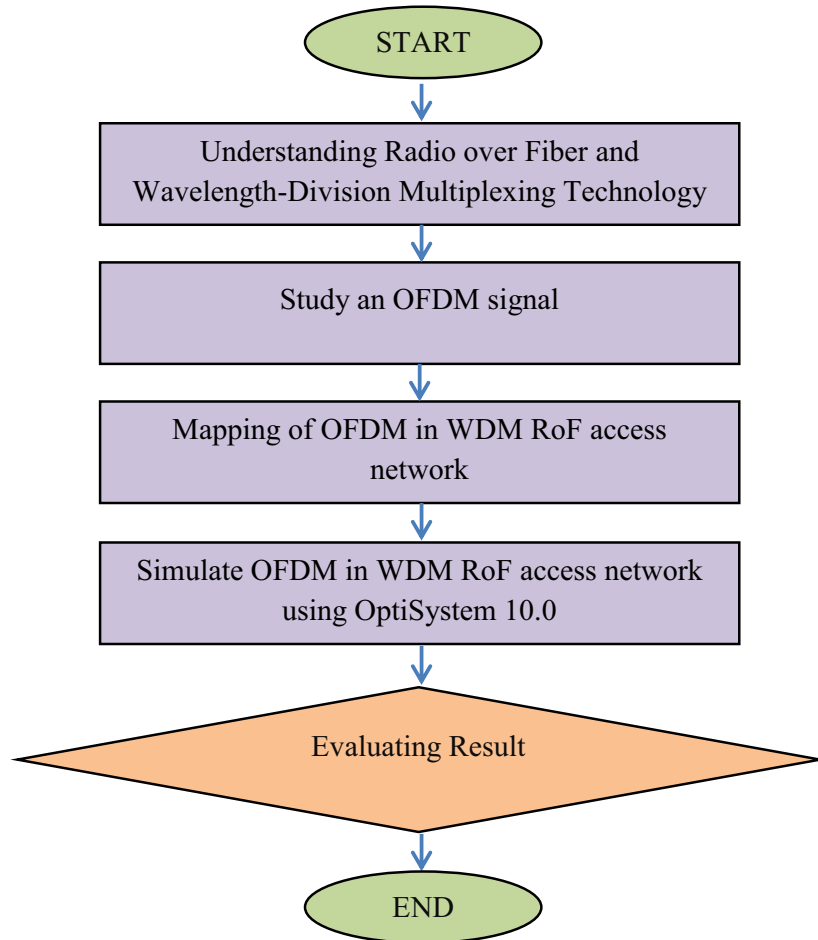 START
Understanding Radio over Fiber and
Wavelength-Division Multiplexing Technology
Study an OFDM signal
Mapping of OFDM in WDM RoF access
network
Simulate OFDM in WDM RoF access network
using OptiSystem 10.0
Evaluating Result
END